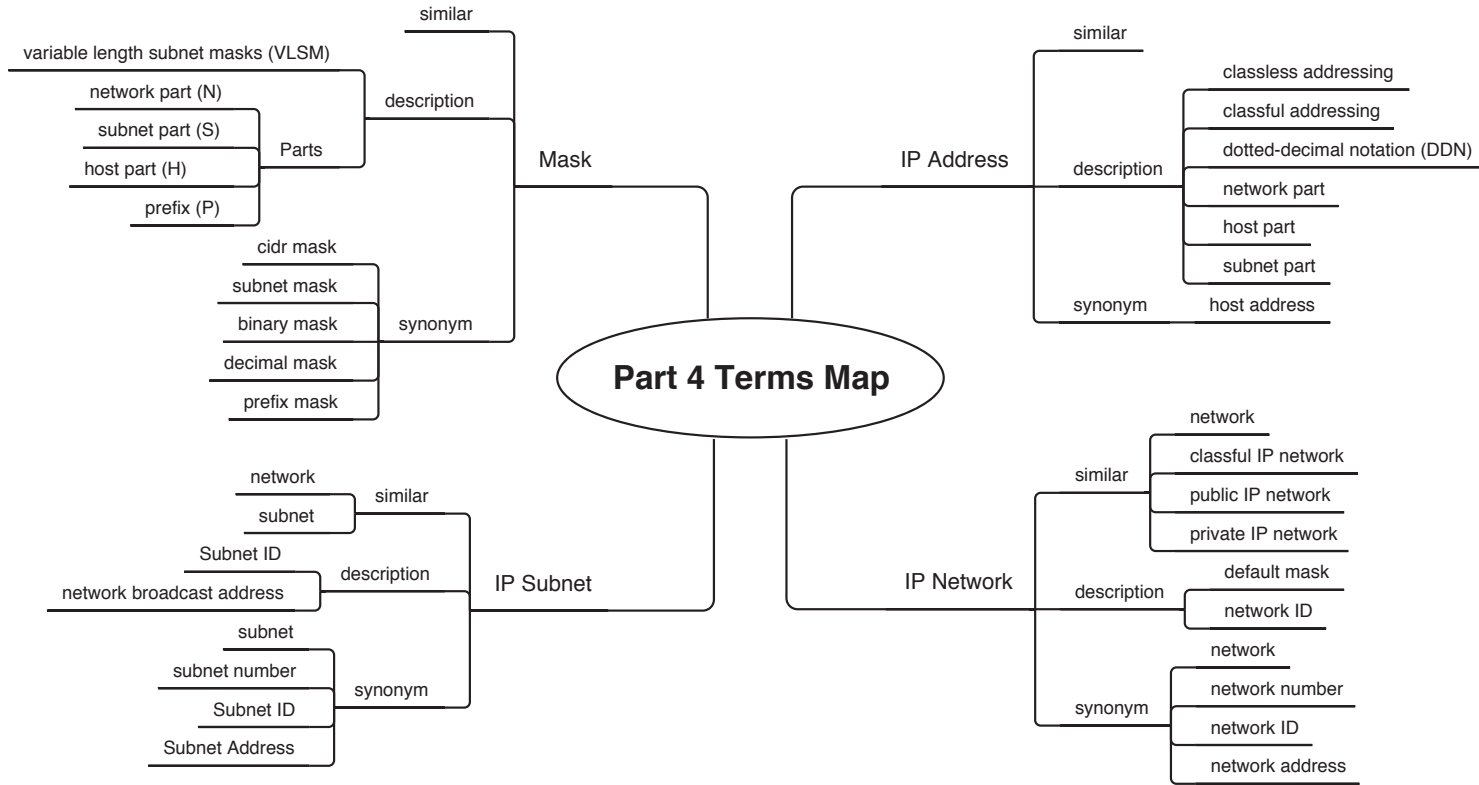 Part 4 Terms Map
Mask
similar
description
variable length subnet masks (VLSM)
Parts
network part (N)
subnet part (S)
host part (H)
prefix (P)
synonym
cidr mask
subnet mask
binary mask
decimal mask
prefix mask
IP Address
similar
description
classless addressing
classful addressing
dotted-decimal notation (DDN)
network part
host part
subnet part
synonym
host address
IP Subnet
similar
network
subnet
description
Subnet ID
network broadcast address
synonym
subnet
subnet number
Subnet ID
Subnet Address
IP Network
similar
network
classful IP network
public IP network
private IP network
description
default mask
network ID
synonym
network
network number
network ID
network address